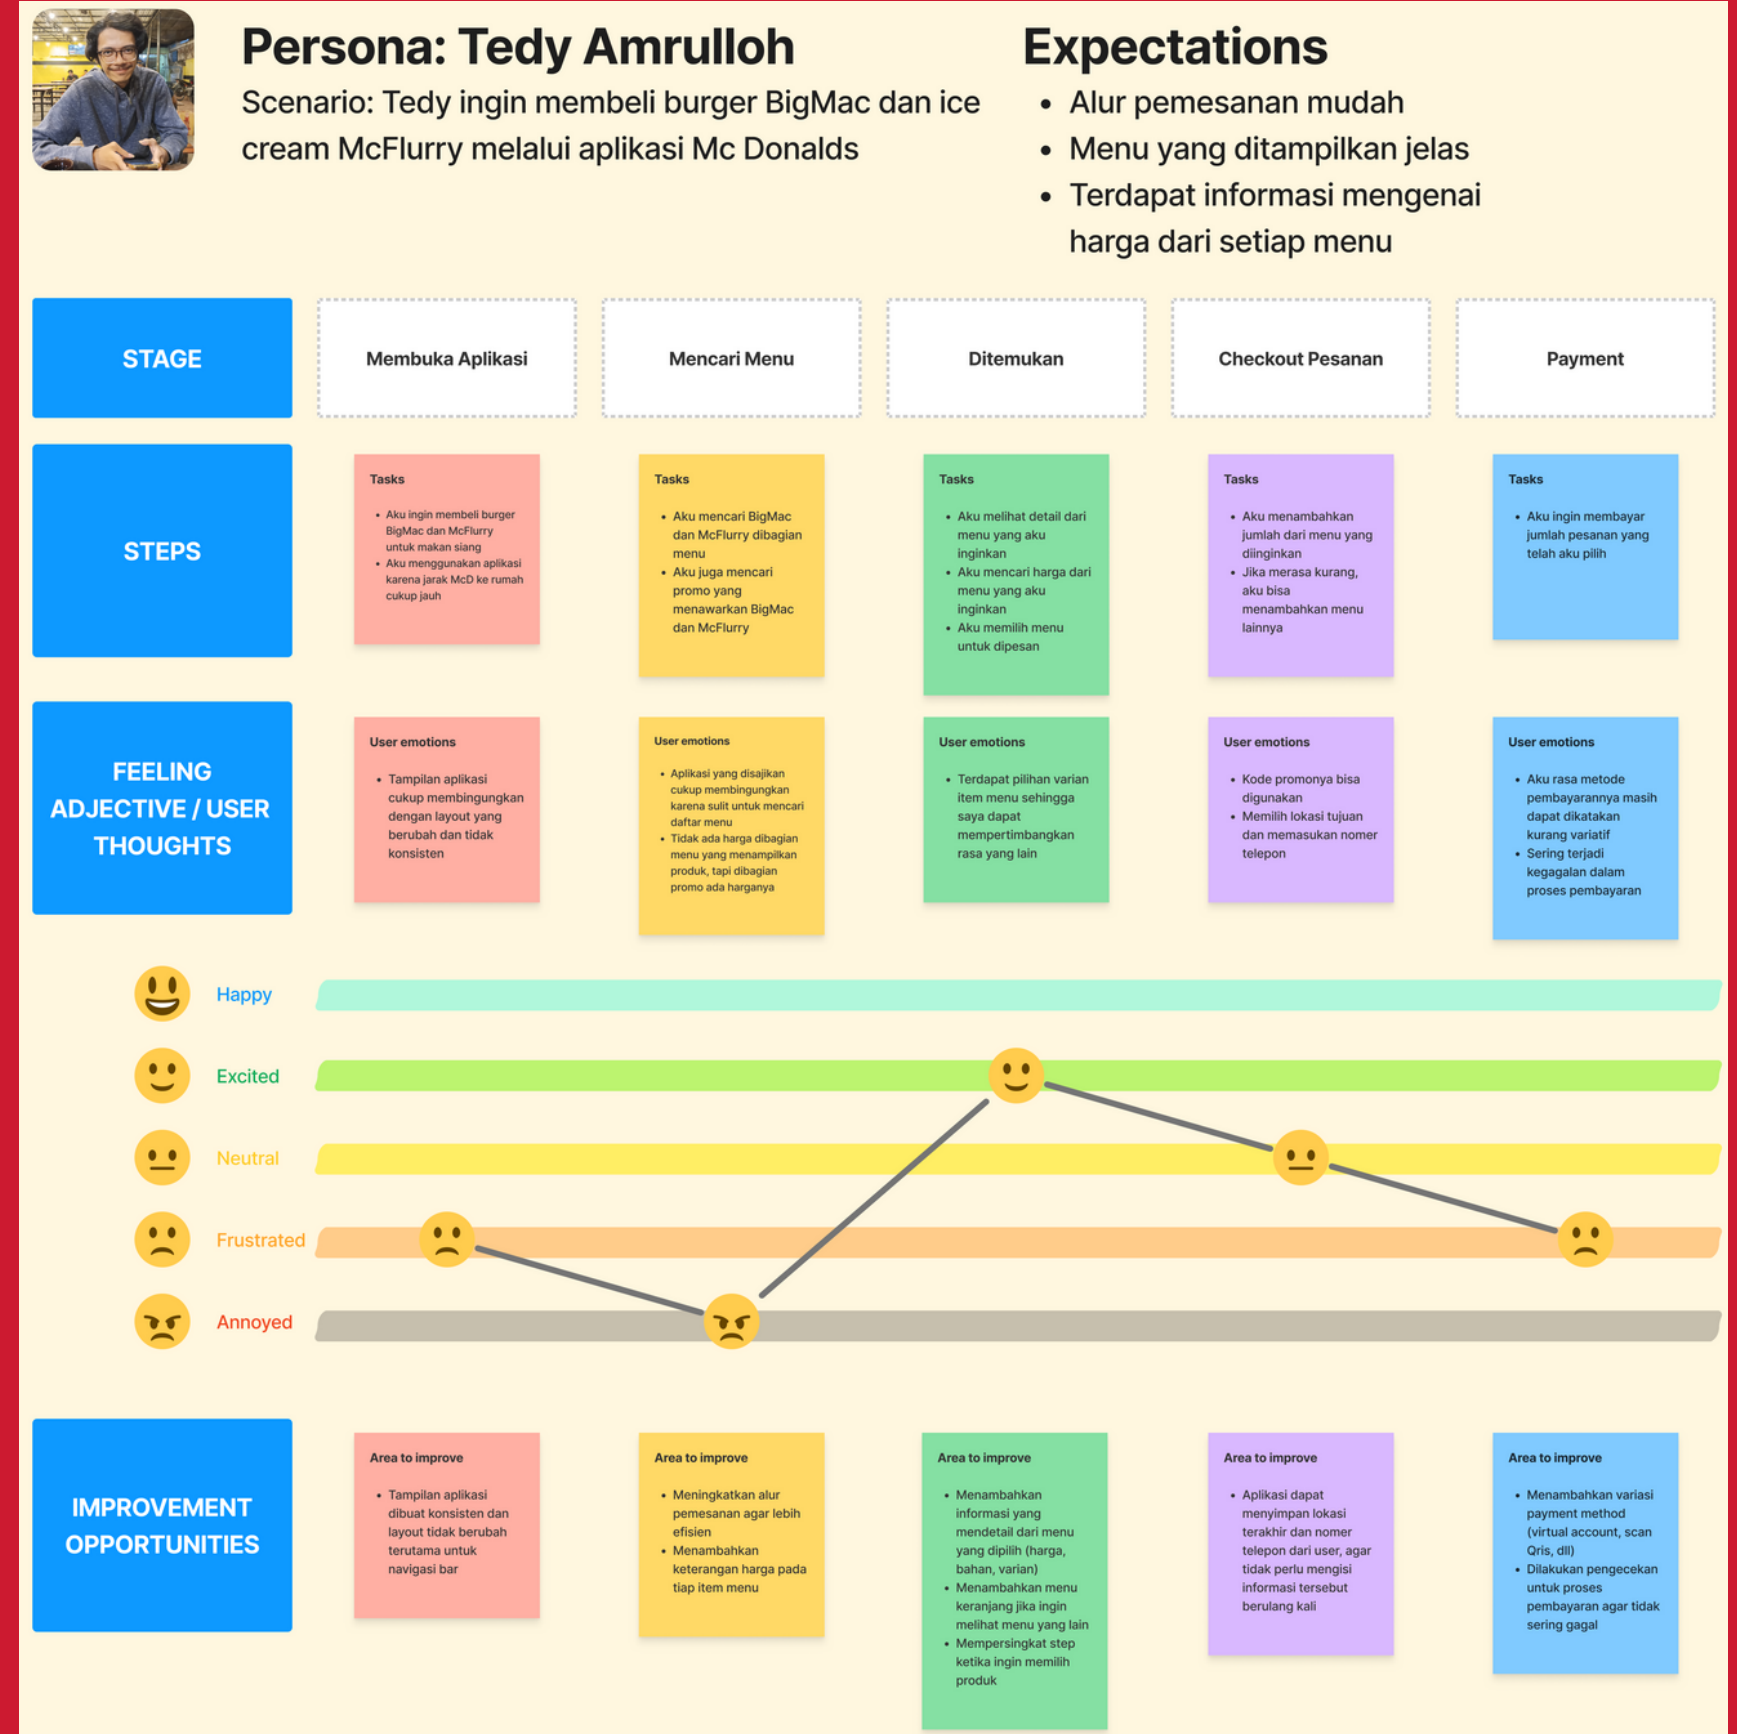 Persona: Tedy Amrulloh
Scenario: Tedy ingin membeli burger BigMac dan ice
cream McFlurry melalui aplikasi Mc Donalds
Expectations
• Alur pemesanan mudah
• Menu yang ditampilkan jelas
• Terdapat informasi mengenai
harga dari setiap menu
STAGE
Membuka Aplikasi
Mencari Menu
Ditemukan
Checkout Pesanan
Payment
STEPS
Tasks
• Aku ingin membeli burger
BigMac dan McFlurry
untuk makan siang
• Aku menggunakan aplikasi
karena jarak McD ke rumah
cukup jauh
Tasks
• Aku mencari BigMac
dan McFlurry dibagian
menu
• Aku juga mencari
promo yang
menawarkan BigMac
dan McFlurry
Tasks
• Aku melihat detail dari
menu yang aku
inginkan
• Aku mencari harga dari
menu yang aku
inginkan
• Aku memilih menu
untuk dipesan
Tasks
• Aku menambahkan
jumlah dari menu yang
diinginkan
• Jika merasa kurang,
aku bisa
menambahkan menu
lainnya
Tasks
• Aku ingin membayar
jumlah pesanan yang
telah aku pilih
FEELING
ADJECTIVE / USER
THOUGHTS
User emotions
• Tampilan aplikasi
cukup membingungkan
dengan layout yang
berubah dan tidak
konsisten
User emotions
• Aplikasi yang disajikan
cukup membingungkan
karena sulit untuk mencari
daftar menu
• Tidak ada harga dibagian
menu yang menampilkan
produk, tapi dibagian
promo ada harganya
User emotions
• Terdapat pilihan varian
item menu sehingga
saya dapat
mempertimbangkan
rasa yang lain
User emotions
• Kode promonya bisa
digunakan
• Memilih lokasi tujuan
dan memasukan nomer
telepon
User emotions
• Aku rasa metode
pembayarannya masih
dapat dikatakan
kurang variatif
• Sering terjadi
kegagalan dalam
proses pembayaran
Happy
Excited
Neutral
Frustrated
Annoyed
IMPROVEMENT
OPPORTUNITIES
Area to improve
• Tampilan aplikasi
dibuat konsisten dan
layout tidak berubah
terutama untuk
navigasi bar
Area to improve
• Meningkatkan alur
pemesanan agar lebih
efisien
• Menambahkan
keterangan harga pada
tiap item menu
Area to improve
• Menambahkan
informasi yang
mendetail dari menu
yang dipilih (harga,
bahan, varian)
• Menambahkan menu
keranjang jika ingin
melihat menu yang lain
• Mempersingkat step
ketika ingin memilih
produk
Area to improve
• Aplikasi dapat
menyimpan lokasi
terakhir dan nomer
telepon dari user, agar
tidak perlu mengisi
informasi tersebut
berulang kali
Area to improve
• Menambahkan variasi
payment method
(virtual account, scan
Qris, dll)
• Dilakukan pengecekan
untuk proses
pembayaran agar tidak
sering gagal